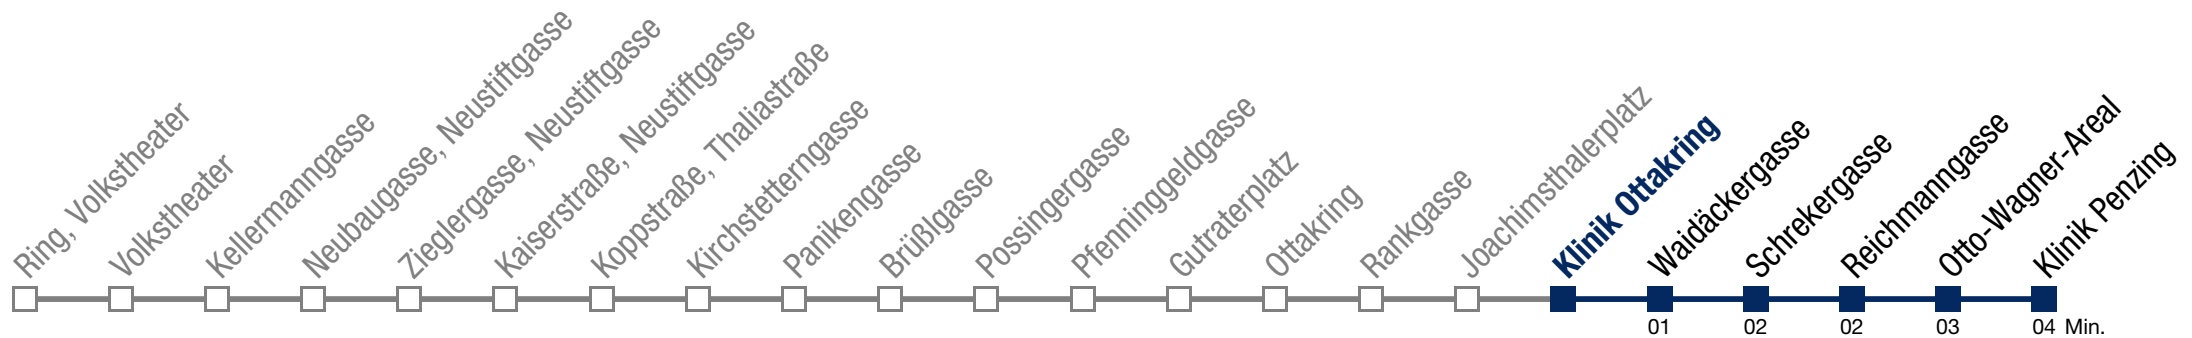 Ring, Volkstheater
Volkstheater
Kellermanngasse
Neubaugasse, Neustiftgasse
Zieglergasse, Neustiftgasse
Kaiserstraße, Neustiftgasse
Koppstraße, Thaliastraße
Kirchstetterngasse
Panikengasse
Brüßlgasse
Possingergasse
Pfenninggeldgasse
Gutraterplatz
Ottakring
Rankgasse
Joachimsthalerplatz
Klinik Ottakring
Waidäckergasse
Schrekergasse
Reichmanngasse
Otto-Wagner-Areal
Klinik Penzing
01 02 02 03 04 Min.